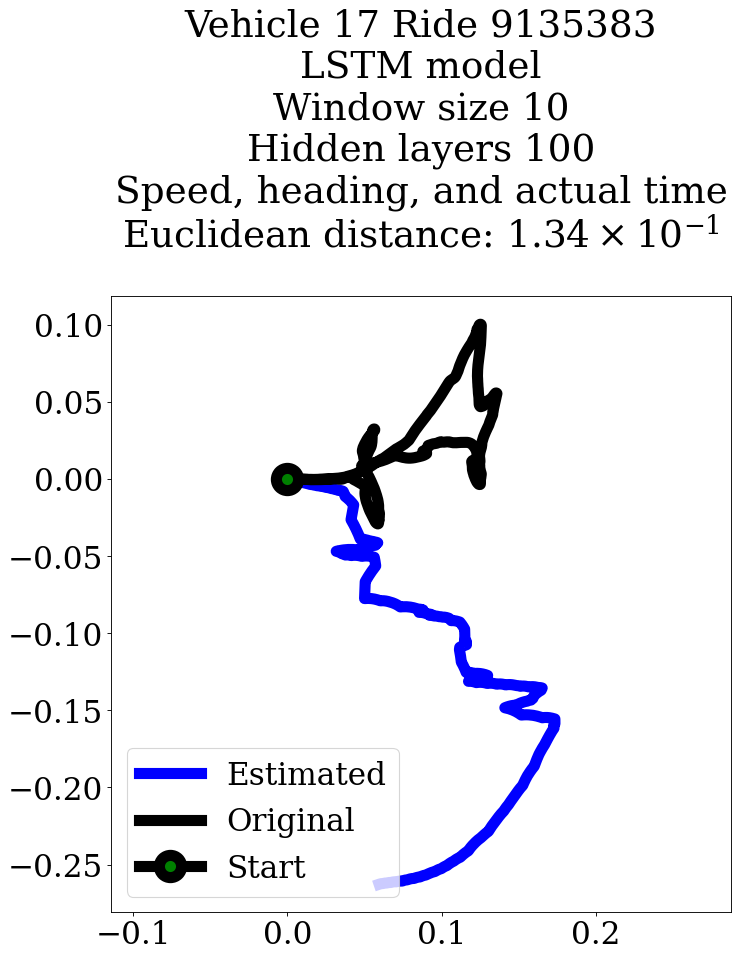 Vehicle 17 Ride 9135383
LSTM model
Window size 10
Hidden layers 100
Speed, heading, and actual time
Euclidean distance: 1.34 × 10⁻¹
0.10
0.05
0.00
−0.05
−0.10
−0.15
−0.20
−0.25
Estimated
Original
Start
−0.1 0.0 0.1 0.2